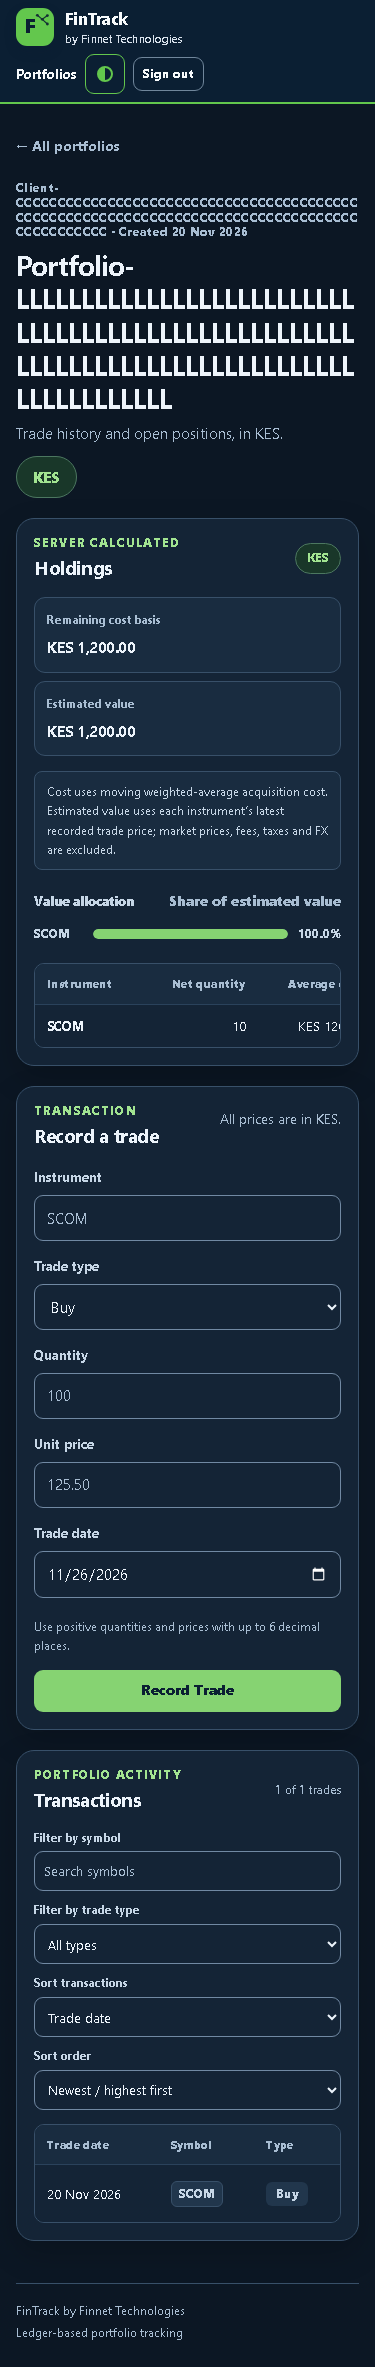 F
FinTrack
by Finnet Technologies
Portfolios
Sign out
← All portfolios
Client-
CCCCCCCCCCCCCCCCCCCCCCCCCCCCCCCCCCCCCCCCC
CCCCCCCCCCCCCCCCCCCCCCCCCCCCCCCCCCCCCCCCC
CCCCCCCCCCC · Created 20 Nov 2026
Portfolio-
LLLLLLLLLLLLLLLLLLLLLLLLLL
LLLLLLLLLLLLLLLLLLLLLLLLLL
LLLLLLLLLLLLLLLLLLLLLLLLLL
LLLLLLLLLLLL
Trade history and open positions, in KES.
KES
SERVER CALCULATED
Holdings
KES
Remaining cost basis
KES 1,200.00
Estimated value
KES 1,200.00
Cost uses moving weighted-average acquisition cost.
Estimated value uses each instrument's latest
recorded trade price; market prices, fees, taxes and FX
are excluded.
Value allocation Share of estimated value
SCOM 100.0%
Instrument Net quantity Average
SCOM 10 KES 12
TRANSACTION
Record a trade
All prices are in KES.
Instrument
SCOM
Trade type
Buy
Quantity
100
Unit price
125.50
Trade date
11/26/2026
Use positive quantities and prices with up to 6 decimal
places.
Record Trade
PORTFOLIO ACTIVITY
Transactions
1 of 1 trades
Filter by symbol
Search symbols
Filter by trade type
All types
Sort transactions
Trade date
Sort order
Newest / highest first
Trade date Symbol Type
20 Nov 2026 SCOM Buy
FinTrack by Finnet Technologies
Ledger-based portfolio tracking